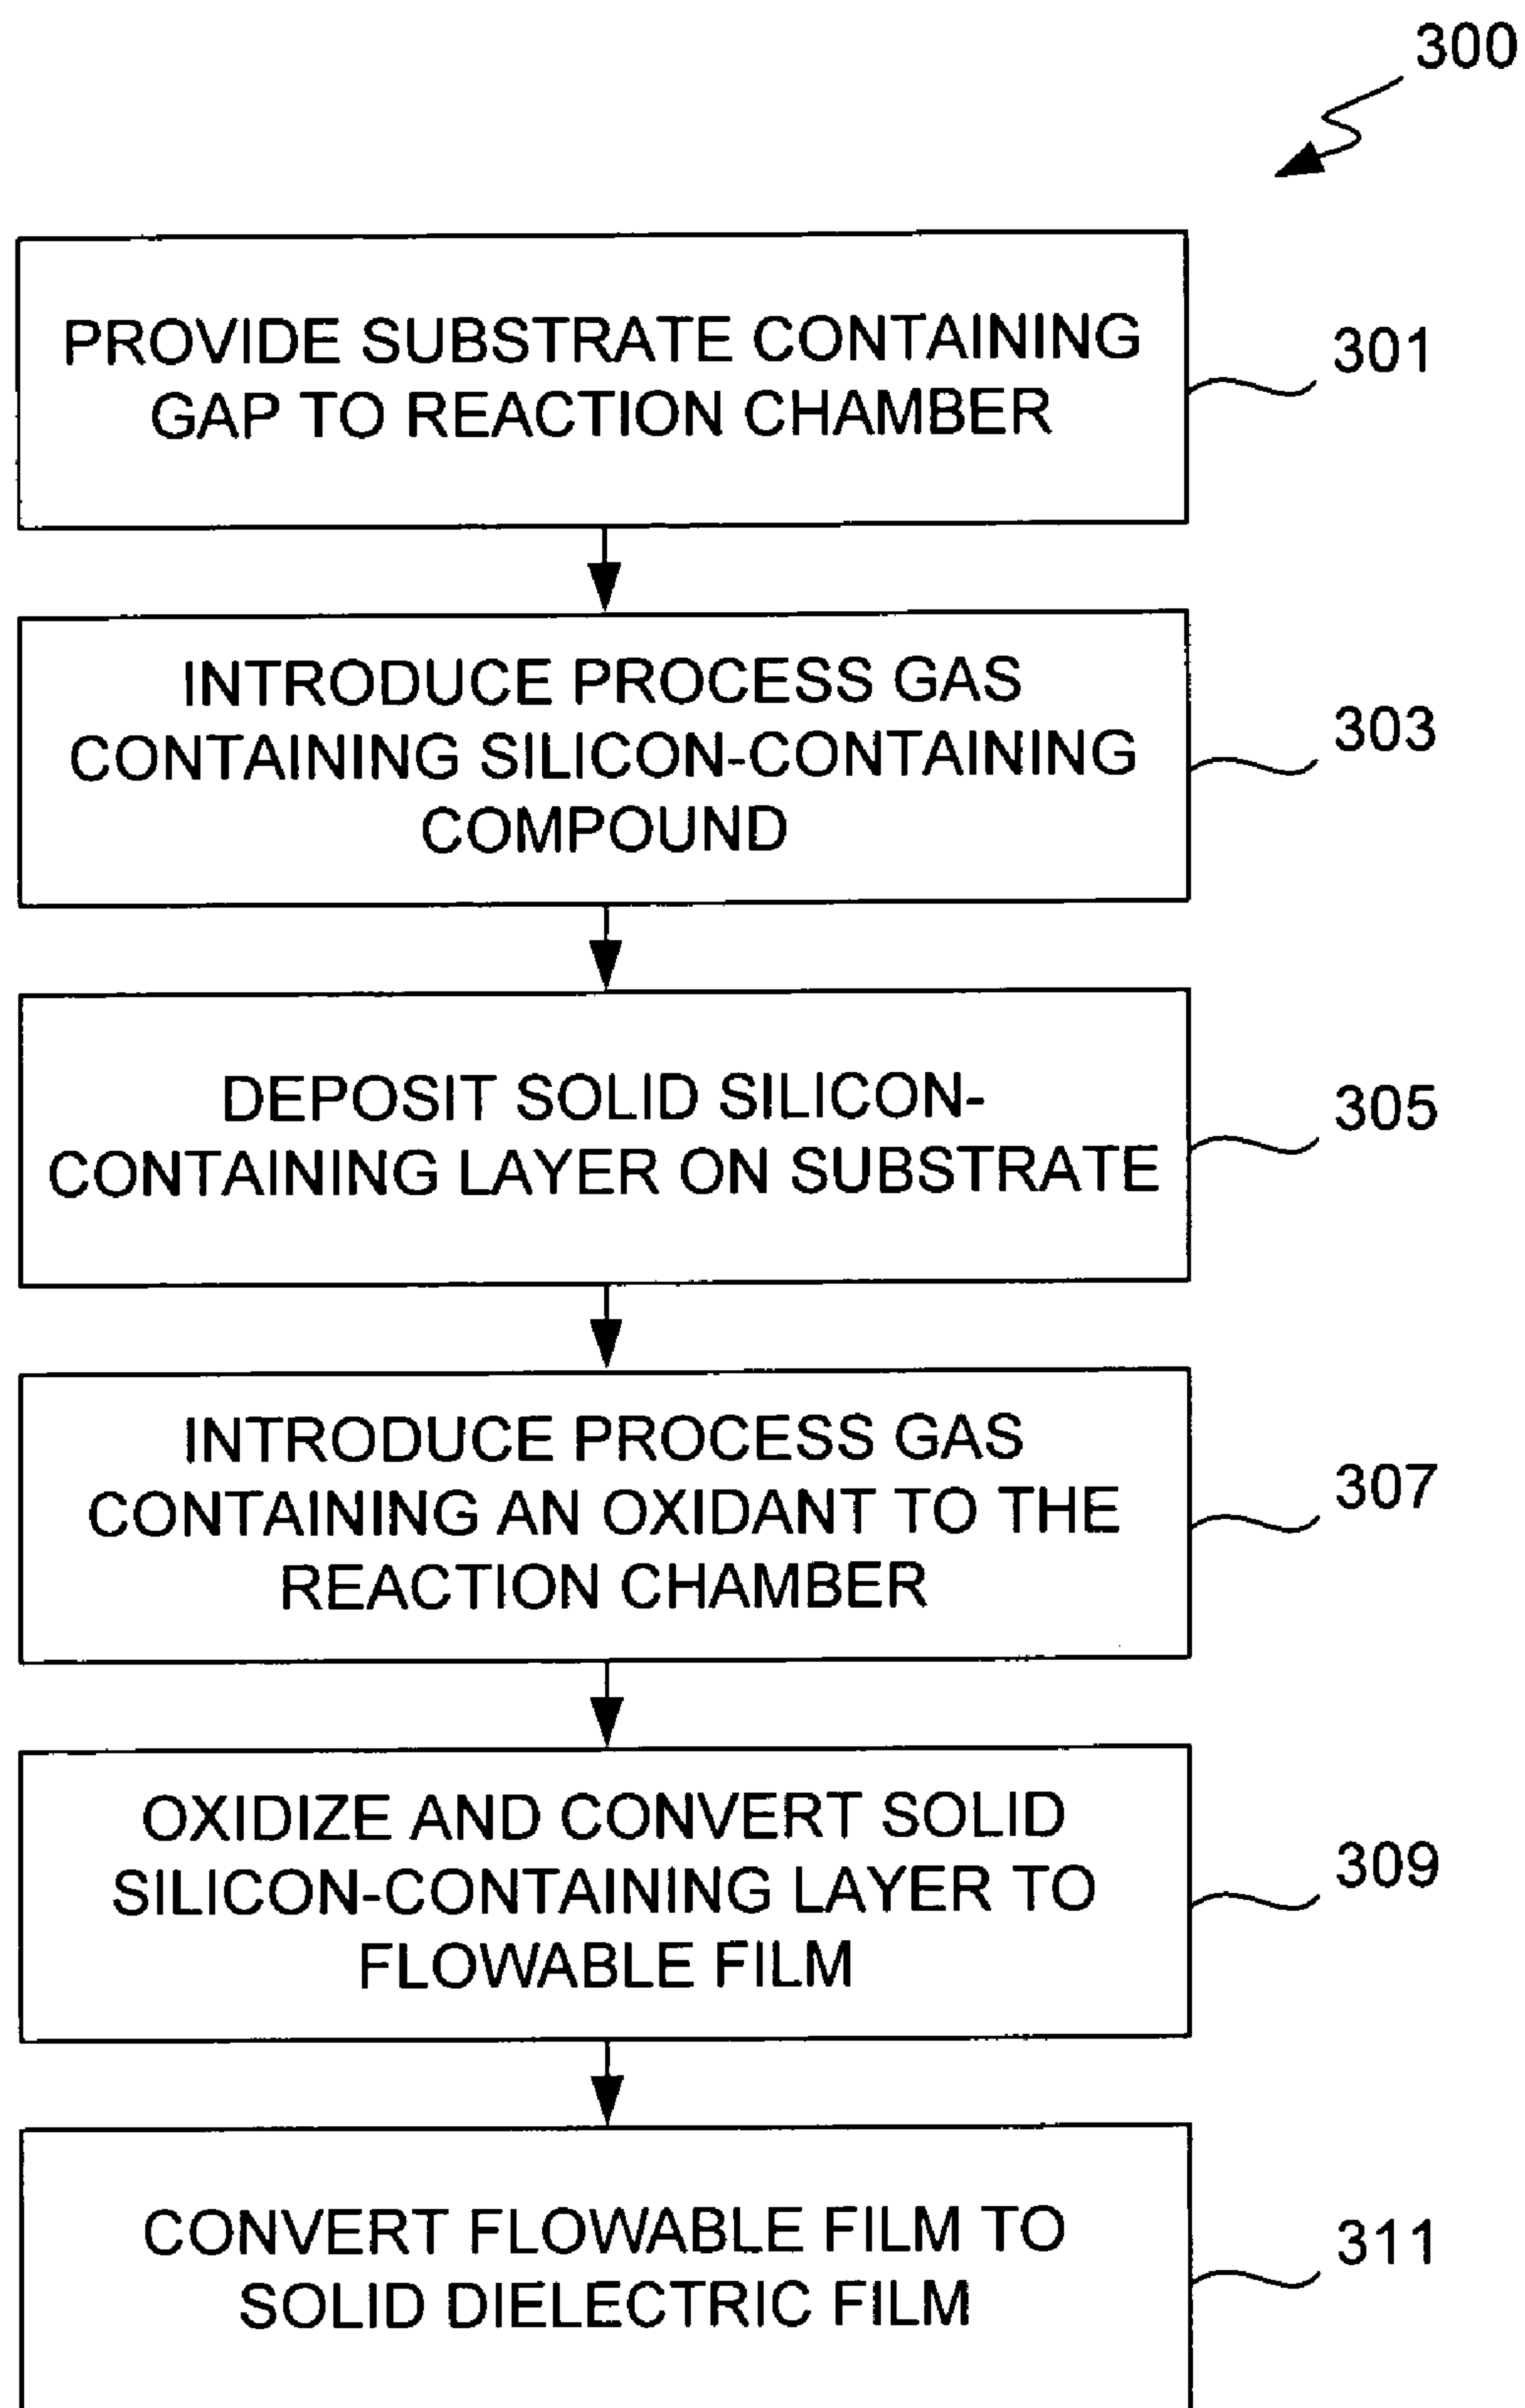 300
PROVIDE SUBSTRATE CONTAINING
GAP TO REACTION CHAMBER
301
INTRODUCE PROCESS GAS
CONTAINING SILICON-CONTAINING
COMPOUND
303
DEPOSIT SOLID SILICON-
CONTAINING LAYER ON SUBSTRATE
305
INTRODUCE PROCESS GAS
CONTAINING AN OXIDANT TO THE
REACTION CHAMBER
307
OXIDIZE AND CONVERT SOLID
SILICON-CONTAINING LAYER TO
FLOWABLE FILM
309
CONVERT FLOWABLE FILM TO
SOLID DIELECTRIC FILM
311